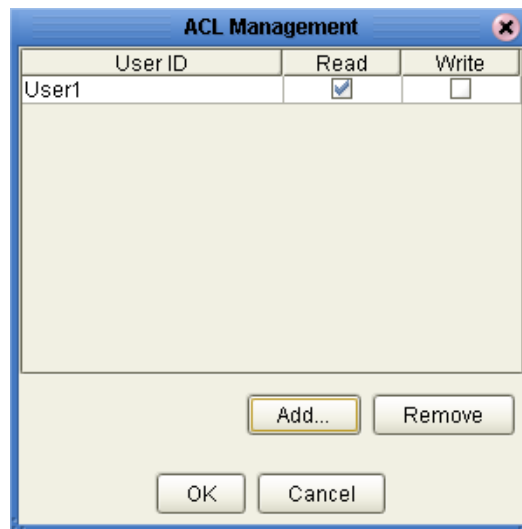 ACL Management
User ID Read Write
User1
Add... Remove
OK Cancel